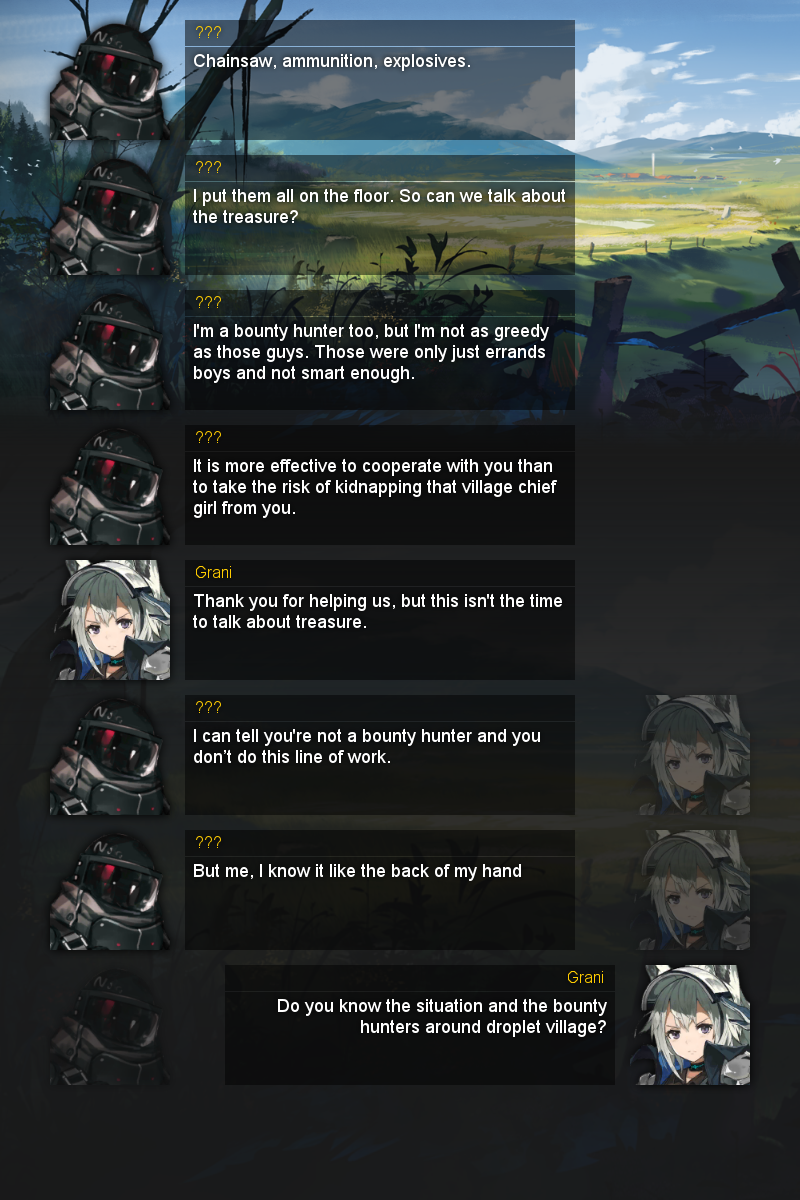 ???
Chainsaw, ammunition, explosives.
???
I put them all on the floor. So can we talk about
the treasure?
???
I'm a bounty hunter too, but I'm not as greedy
as those guys. Those were only just errands
boys and not smart enough.
???
It is more effective to cooperate with you than
to take the risk of kidnapping that village chief
girl from you.
Grani
Thank you for helping us, but this isn't the time
to talk about treasure.
???
I can tell you're not a bounty hunter and you
don't do this line of work.
???
But me, I know it like the back of my hand
Grani
Do you know the situation and the bounty
hunters around droplet village?